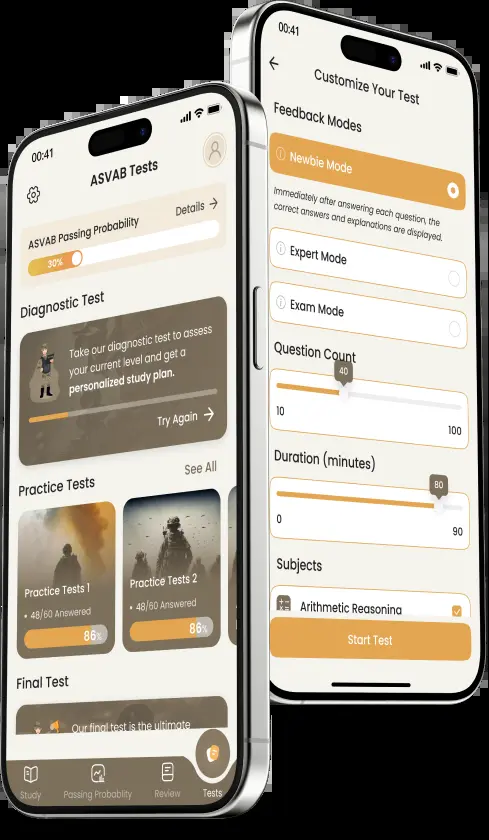 00:41
ASVAB Tests
ASVAB Passing Probability
Details
30%
Diagnostic Test
Take our diagnostic test to assess
your current level and get a
personalized study plan.
Try Again
Practice Tests
See All
Practice Tests 1
• 48/60 Answered
86%
Practice Tests 2
• 48/60 Answered
86%
Final Test
Our final test is the ultimate
Study
Passing Probability
Review
Tests
00:41
Customize Your Test
Feedback Modes
Newbie Mode
Immediately after answering each question, the
correct answers and explanations are displayed.
Expert Mode
Exam Mode
Question Count
40
10
100
Duration (minutes)
80
0
90
Subjects
Arithmetic Reasoning
Start Test